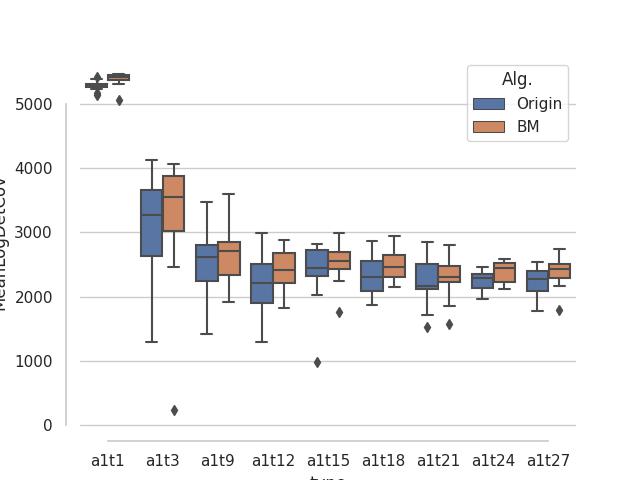 Alg.
Origin
BM
MeanLogDetCov
5000
4000
3000
2000
1000
0
a1t1 a1t3 a1t9 a1t12 a1t15 a1t18 a1t21 a1t24 a1t27
type